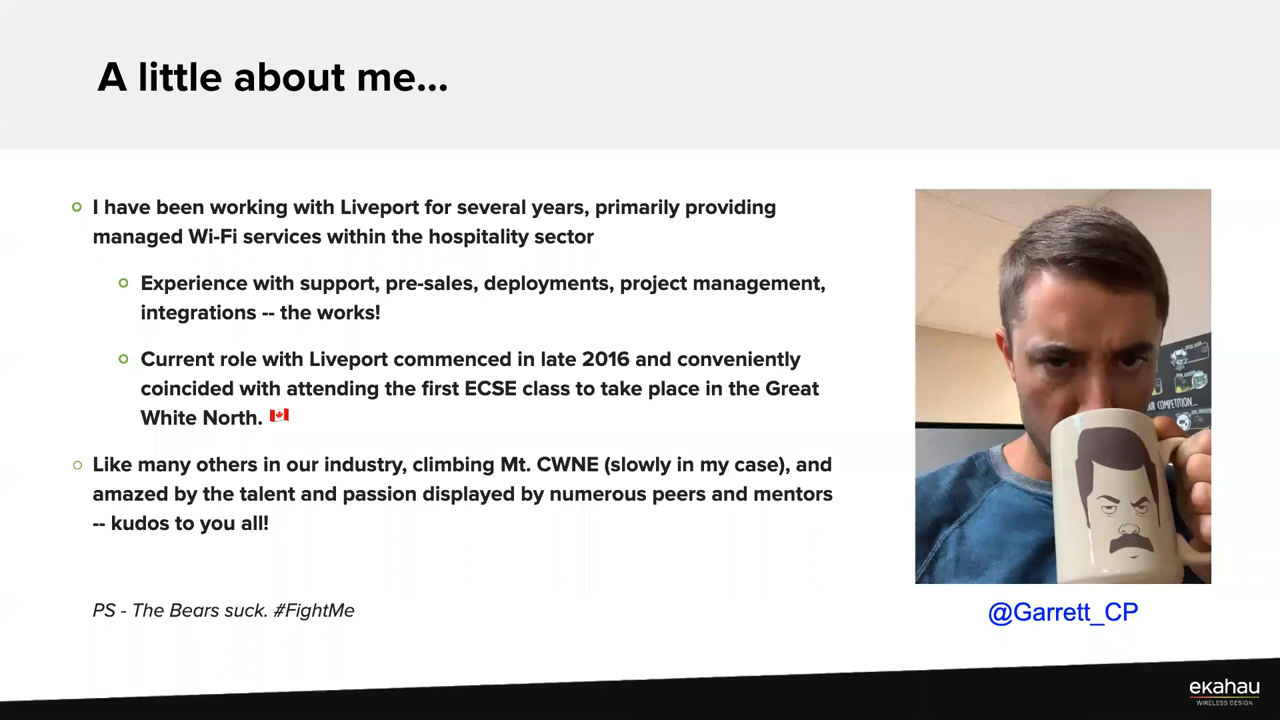 A little about me...
I have been working with Liveport for several years, primarily providing
managed Wi-Fi services within the hospitality sector
Experience with support, pre-sales, deployments, project management,
integrations -- the works!
Current role with Liveport commenced in late 2016 and conveniently
coincided with attending the first ECSE class to take place in the Great
White North. 🇨🇦
Like many others in our industry, climbing Mt. CWNE (slowly in my case), and
amazed by the talent and passion displayed by numerous peers and mentors
-- kudos to you all!
PS - The Bears suck. #FightMe
COMPETITION...
@Garrett_CP
ekahau
WIRELESS DESIGN